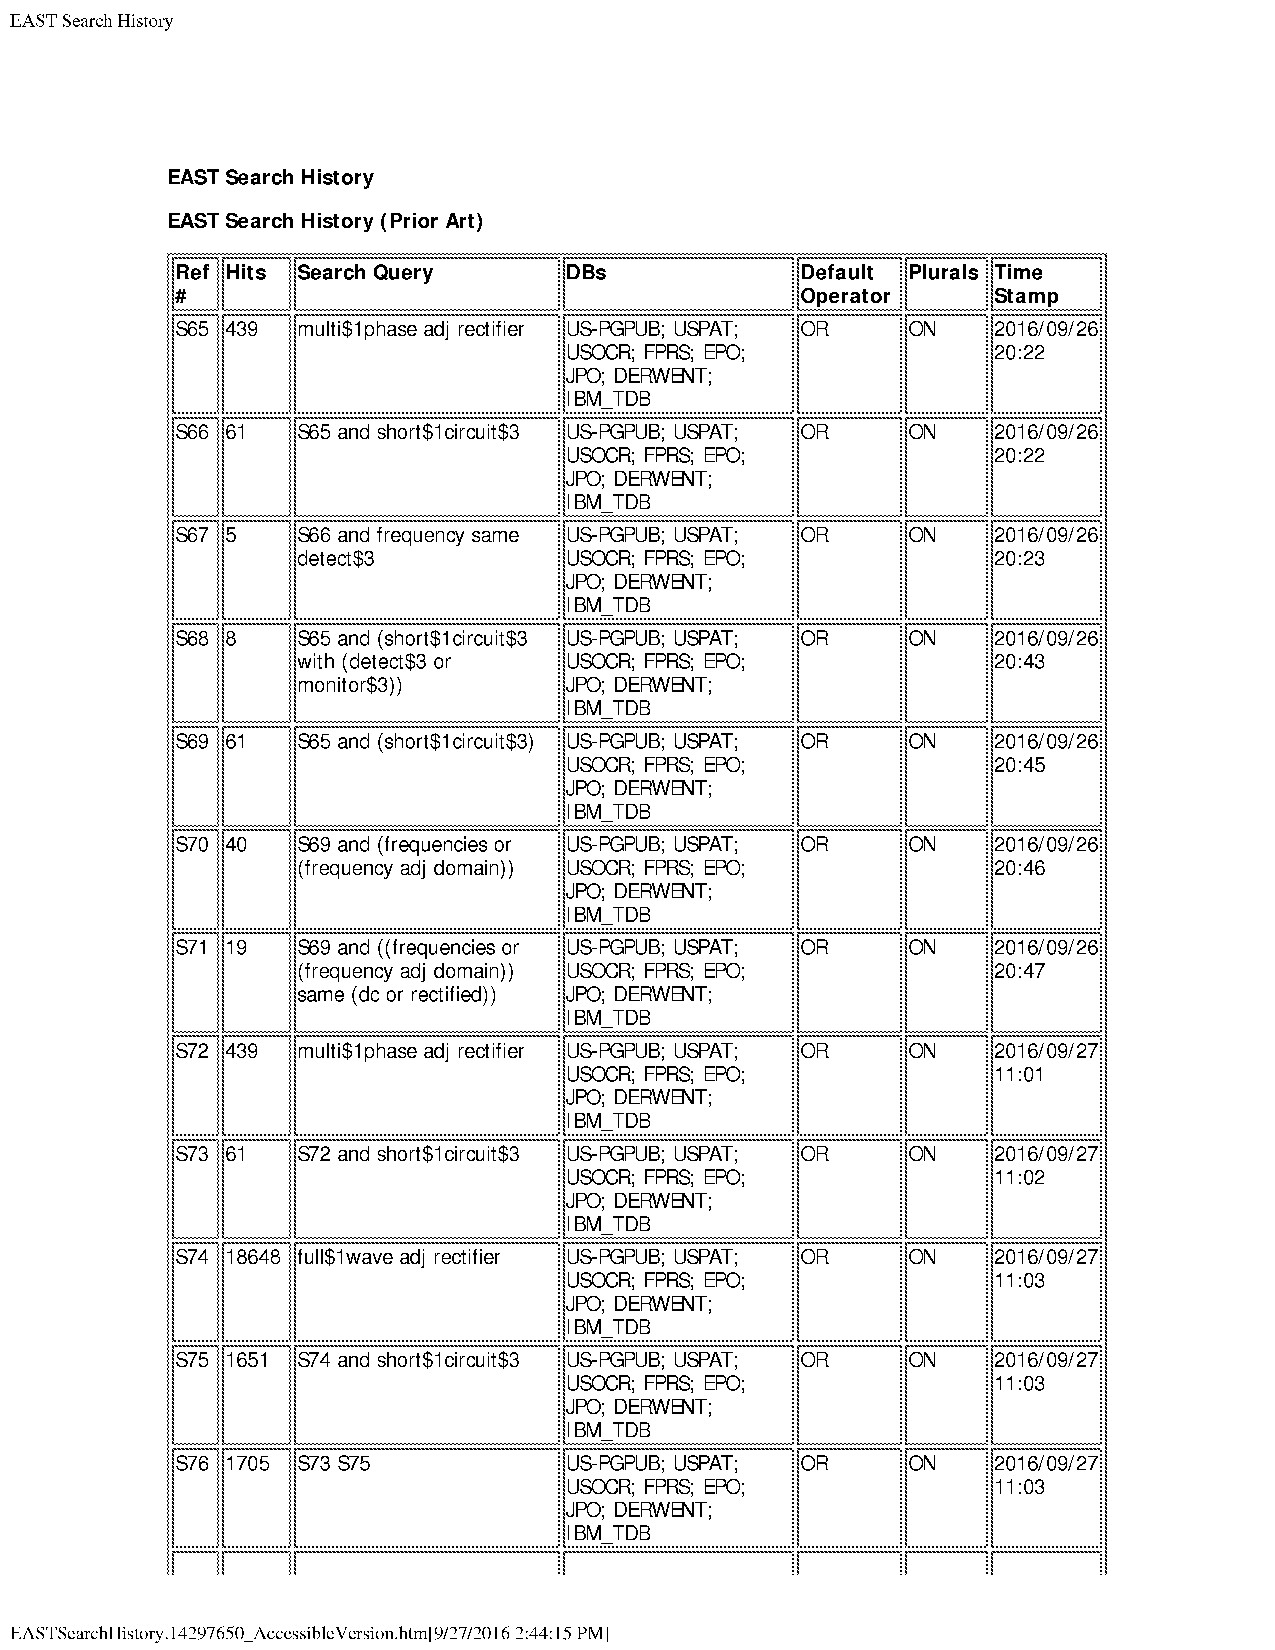 EAST Search History
EAST Search History
EAST Search History (Prior Art)
Ref # Hits Search Query DBs Default Operator Plurals Time Stamp
S65 439 multi$1phase adj rectifier US-PGPUB; USPAT; OR ON 2016/09/26
USOCR; FPRS; EPO; 20:22
JPO; DERWENT;
IBM_TDB
S66 61 S65 and short$1circuit$3 US-PGPUB; USPAT; OR ON 2016/09/26
USOCR; FPRS; EPO; 20:22
JPO; DERWENT;
IBM_TDB
S67 5 S66 and frequency same US-PGPUB; USPAT; OR ON 2016/09/26
detect$3 USOCR; FPRS; EPO; 20:23
JPO; DERWENT;
IBM_TDB
S68 8 S65 and (short$1circuit$3 US-PGPUB; USPAT; OR ON 2016/09/26
with (detect$3 or USOCR; FPRS; EPO; 20:43
monitor$3)) JPO; DERWENT;
IBM_TDB
S69 61 S65 and (short$1circuit$3) US-PGPUB; USPAT; OR ON 2016/09/26
USOCR; FPRS; EPO; 20:45
JPO; DERWENT;
IBM_TDB
S70 40 S69 and (frequencies or US-PGPUB; USPAT; OR ON 2016/09/26
(frequency adj domain)) USOCR; FPRS; EPO; 20:46
JPO; DERWENT;
IBM_TDB
S71 19 S69 and ((frequencies or US-PGPUB; USPAT; OR ON 2016/09/26
(frequency adj domain)) USOCR; FPRS; EPO; 20:47
same (dc or rectified)) JPO; DERWENT;
IBM_TDB
S72 439 multi$1phase adj rectifier US-PGPUB; USPAT; OR ON 2016/09/27
USOCR; FPRS; EPO; 11:01
JPO; DERWENT;
IBM_TDB
S73 61 S72 and short$1circuit$3 US-PGPUB; USPAT; OR ON 2016/09/27
USOCR; FPRS; EPO; 11:02
JPO; DERWENT;
IBM_TDB
S74 18648 full$1wave adj rectifier US-PGPUB; USPAT; OR ON 2016/09/27
USOCR; FPRS; EPO; 11:03
JPO; DERWENT;
IBM_TDB
S75 1651 S74 and short$1circuit$3 US-PGPUB; USPAT; OR ON 2016/09/27
USOCR; FPRS; EPO; 11:03
JPO; DERWENT;
IBM_TDB
S76 1705 S73 S75 US-PGPUB; USPAT; OR ON 2016/09/27
USOCR; FPRS; EPO; 11:03
JPO; DERWENT;
IBM_TDB
EASTSearchHistory.14297650_AccessibleVersion.htm[9/27/2016 2:44:15 PM]